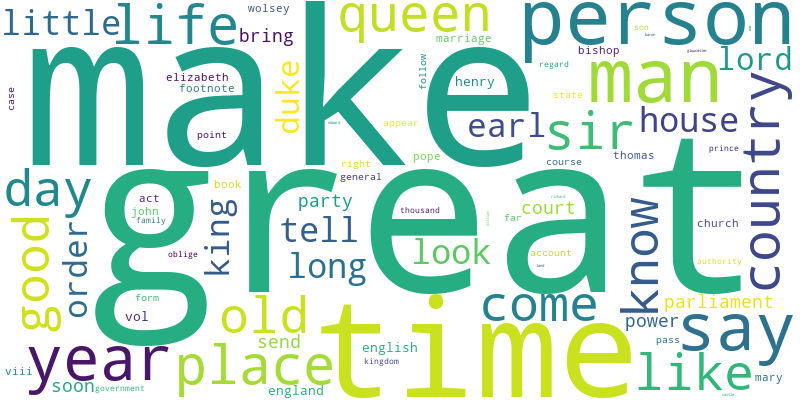 little
life
wolsey
bring
queen
marriage
person
lord
make
elizabeth
footnote
duke
follow
henry
bishop
regard
man
son
case
point
appear
earl
sir
house
state
country
great
day
act
john
family
book
right
general
pope
course
thomas
prince
party
thousand
court
far
know
church
good
order
king
oblige
tell
long
look
account
authority
form
vol
old
come
parliament
power
say
time
year
place
send
english
kingdom
england
like
pass
mary
viii
soon
government